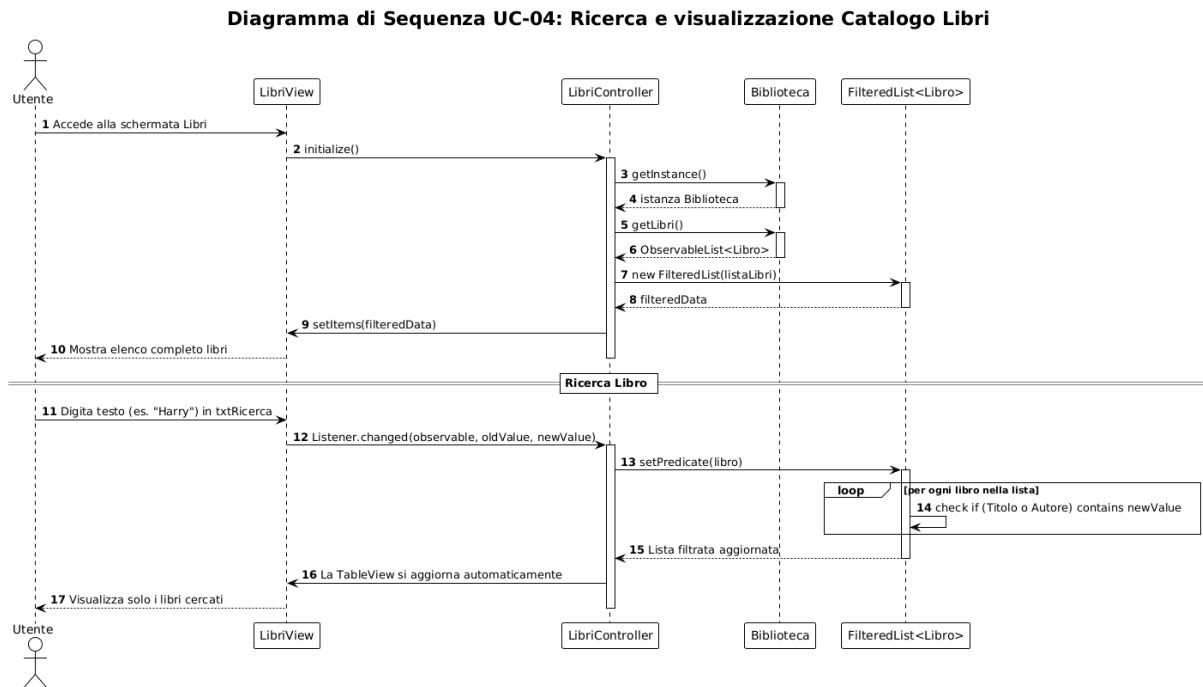 Diagramma di Sequenza UC-04: Ricerca e visualizzazione Catalogo Libri
Utente
LibriView
LibriController
Biblioteca
FilteredList<Libro>
1 Accede alla schermata Libri
2 initialize()
3 getInstance()
4 istanza Biblioteca
5 getLibri()
6 ObservableList<Libro>
7 new FilteredList(listaLibri)
8 filteredData
9 setItems(filteredData)
10 Mostra elenco completo libri
Ricerca Libro
11 Digita testo (es. "Harry") in txtRicerca
12 Listener.changed(observable, oldValue, newValue)
13 setPredicate(libro)
loop [per ogni libro nella lista]
14 check if (Titolo o Autore) contains newValue
15 Lista filtrata aggiornata
16 La TableView si aggiorna automaticamente
17 Visualizza solo i libri cercati
Utente
LibriView
LibriController
Biblioteca
FilteredList<Libro>